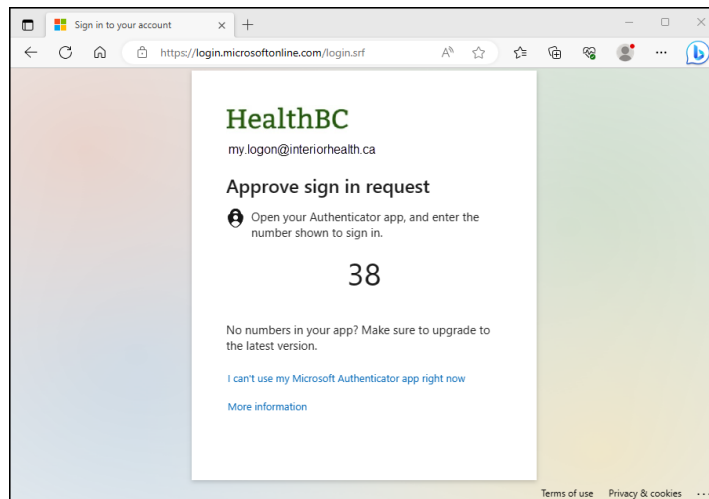 Sign in to your account
https://login.microsoftonline.com/login.srf
HealthBC
my.logon@interiorhealth.ca
Approve sign in request
Open your Authenticator app, and enter the
number shown to sign in.
38
No numbers in your app? Make sure to upgrade to
the latest version.
I can't use my Microsoft Authenticator app right now
More information
Terms of use Privacy & cookies ...